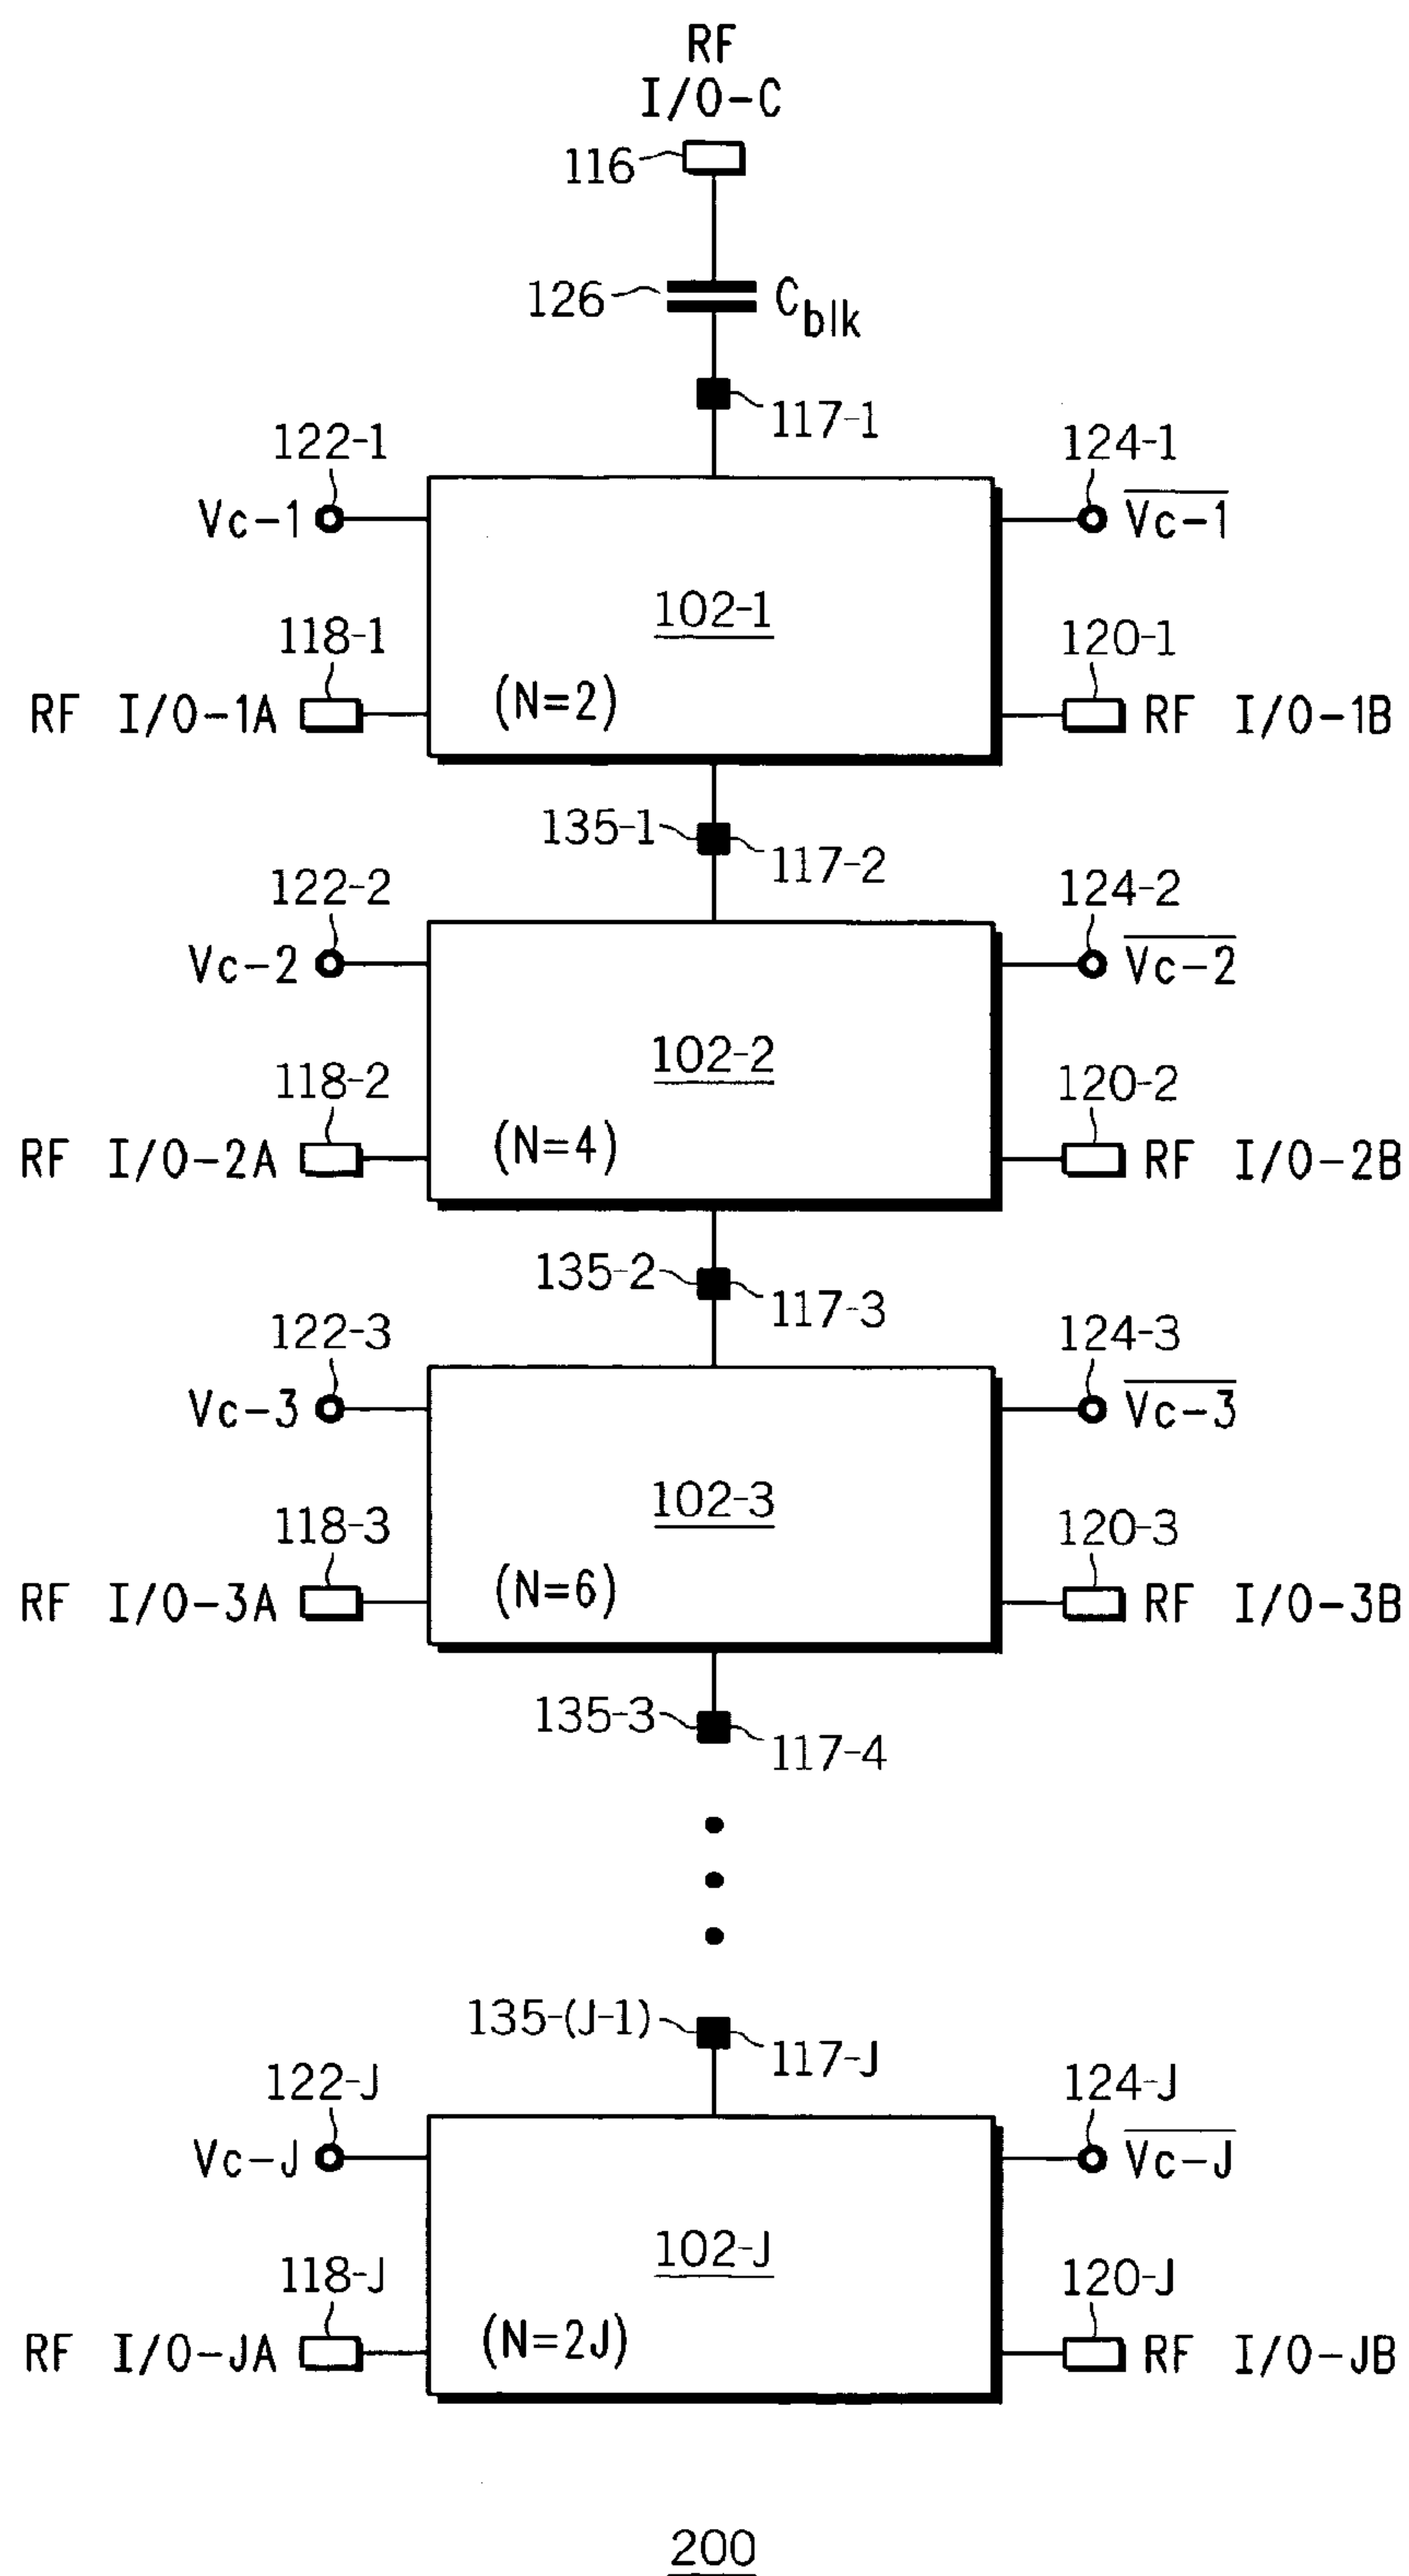 RF
I/O-C
116
126 C_blk
117-1
122-1 124-1
Vc-1 V̅c̅-̅1̅
102-1
118-1 120-1
(N=2)
RF I/O-1A RF I/O-1B
135-1 117-2
122-2 124-2
Vc-2 V̅c̅-̅2̅
102-2
118-2 120-2
(N=4)
RF I/O-2A RF I/O-2B
135-2 117-3
122-3 124-3
Vc-3 V̅c̅-̅3̅
102-3
118-3 120-3
(N=6)
RF I/O-3A RF I/O-3B
135-3 117-4
135-(J-1) 117-J
122-J 124-J
Vc-J V̅c̅-̅J̅
102-J
118-J 120-J
(N=2J)
RF I/O-JA RF I/O-JB
200